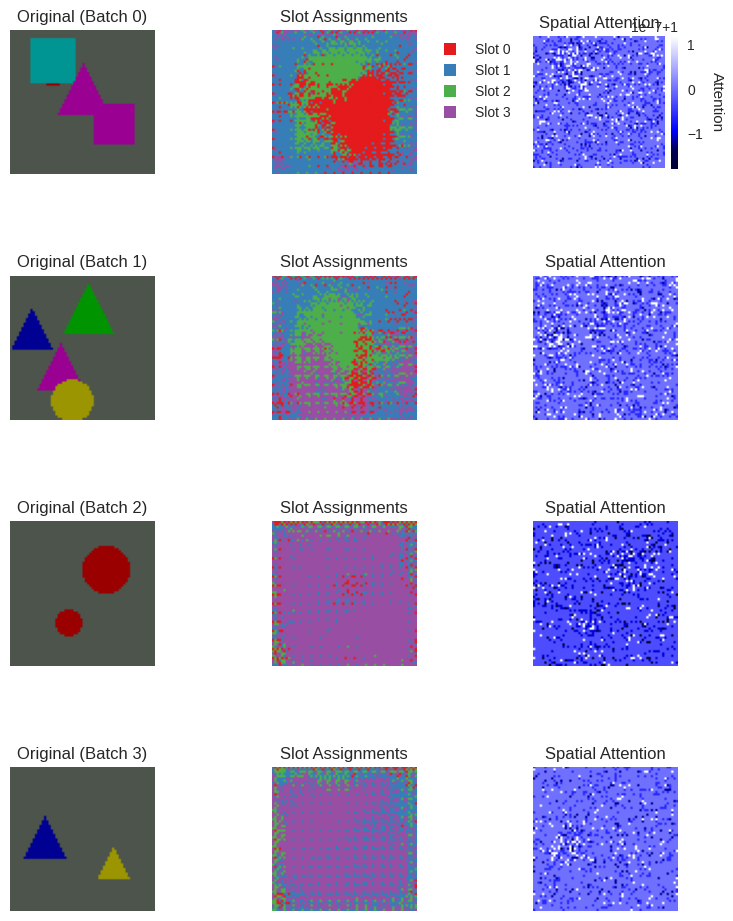 Original (Batch 0)
Slot Assignments
Spatial Attention
1e−7+1
Slot 0
Slot 1
Slot 2
Slot 3
1
0
−1
Attention
Original (Batch 1)
Slot Assignments
Spatial Attention
Original (Batch 2)
Slot Assignments
Spatial Attention
Original (Batch 3)
Slot Assignments
Spatial Attention